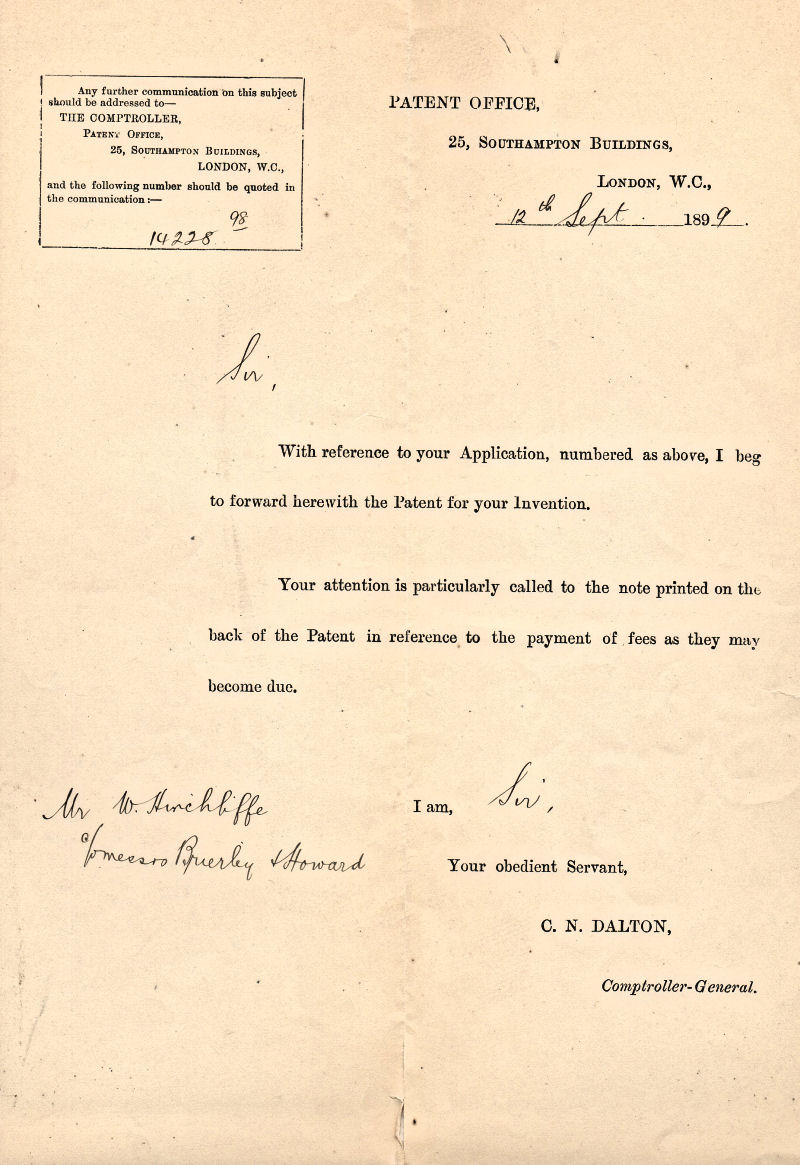 Any further communication on this subject
should be addressed to—
THE COMPTROLLER,
PATENT OFFICE,
25, SOUTHAMPTON BUILDINGS,
LONDON, W.C.,
and the following number should be quoted in
the communication:—
98
14228
PATENT OFFICE,
25, SOUTHAMPTON BUILDINGS,
LONDON, W.C.,
12th Sept. 1899.
Sir,
With reference to your Application, numbered as above, I beg
to forward herewith the Patent for your Invention.
Your attention is particularly called to the note printed on the
back of the Patent in reference to the payment of fees as they may
become due.
I am, Sir,
Your obedient Servant,
C. N. DALTON,
Comptroller-General.
Mr W. Hinchliffe
c/o Messrs & Howard